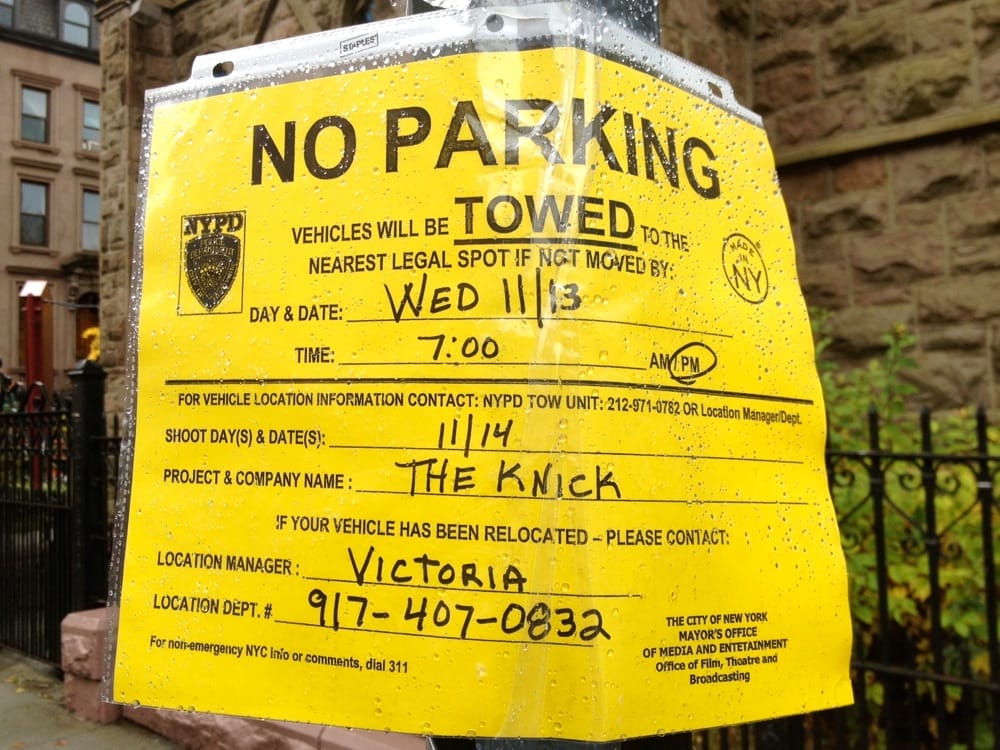 STAPLES
NO PARKING
NYPD
POLICE DEPARTMENT
VEHICLES WILL BE TOWED TO THE
NEAREST LEGAL SPOT IF NOT MOVED BY:
MADE IN NY
DAY & DATE: WED 11/13
TIME: 7:00 AM/PM
FOR VEHICLE LOCATION INFORMATION CONTACT: NYPD TOW UNIT: 212-971-0762 OR Location Manager/Dept.
SHOOT DAY(S) & DATE(S): 11/14
PROJECT & COMPANY NAME: THE KNICK
IF YOUR VEHICLE HAS BEEN RELOCATED – PLEASE CONTACT:
LOCATION MANAGER: VICTORIA
LOCATION DEPT. # 917-407-0832
For non-emergency NYC info or comments, dial 311
THE CITY OF NEW YORK
MAYOR'S OFFICE
OF MEDIA AND ENTETAINMENT
Office of Film, Theatre and
Broadcasting